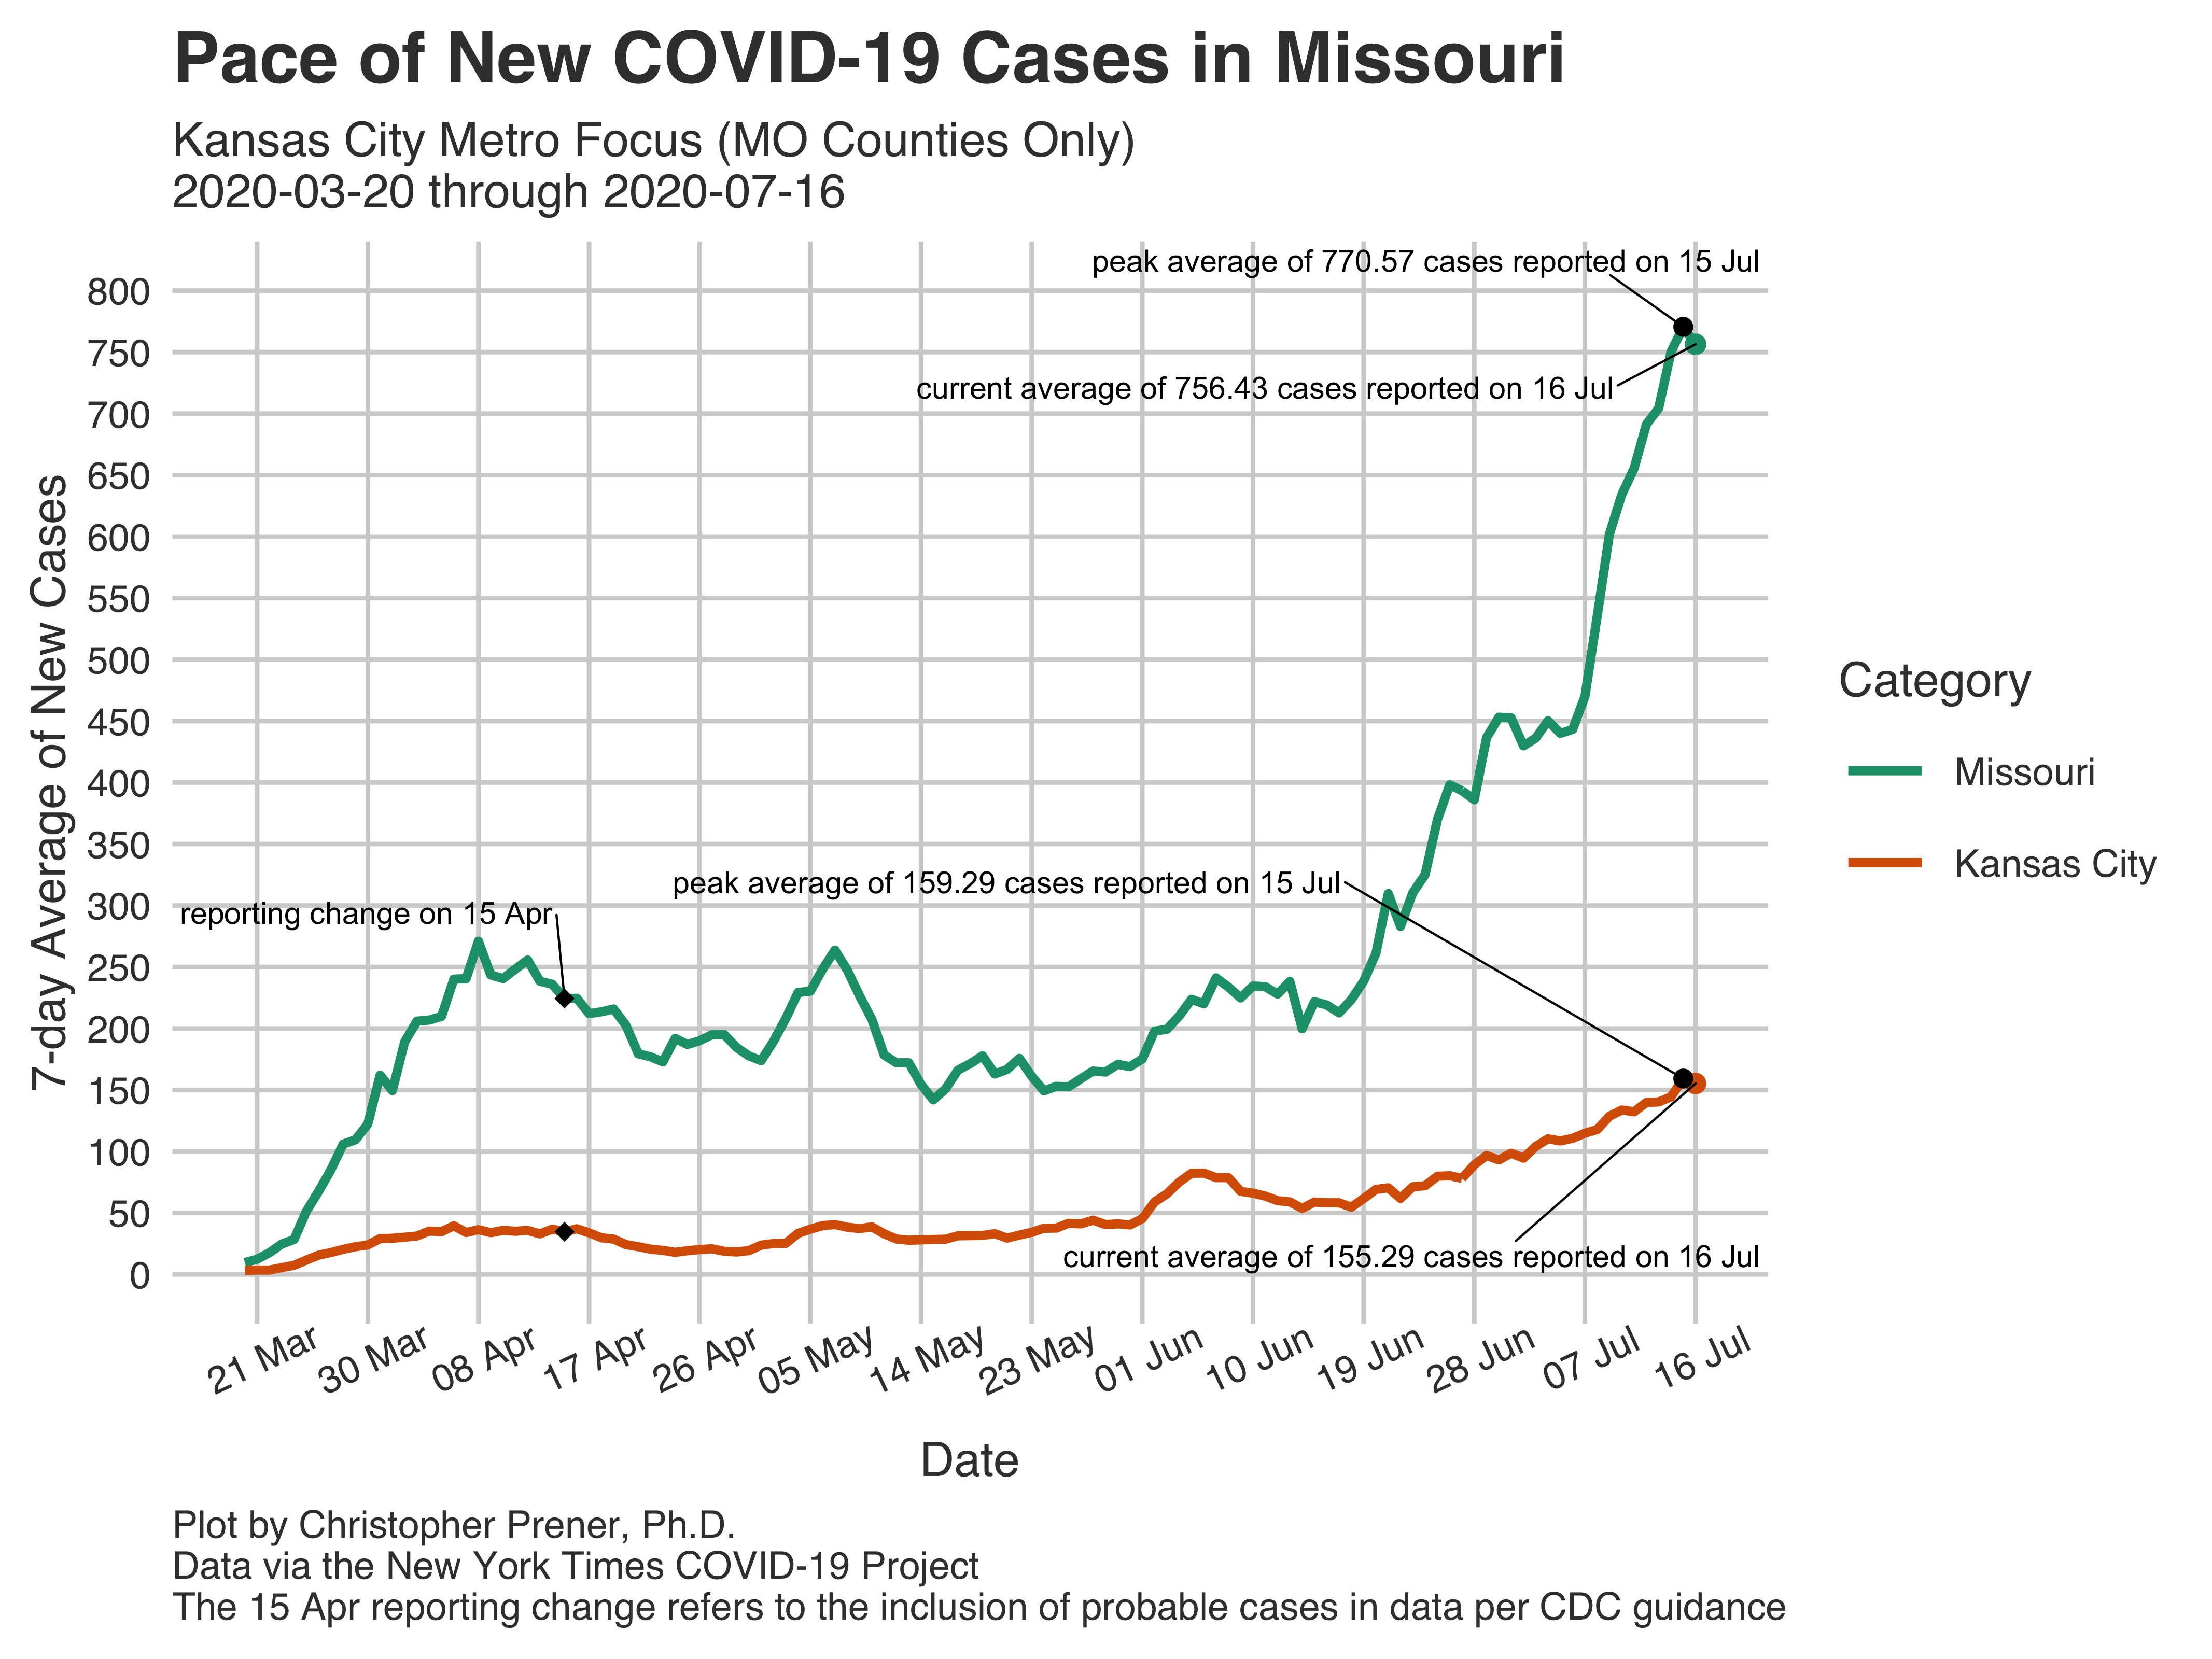 Pace of New COVID-19 Cases in Missouri
Kansas City Metro Focus (MO Counties Only)
2020-03-20 through 2020-07-16
7-day Average of New Cases
800
750
700
650
600
550
500
450
400
350
300
250
200
150
100
50
0
peak average of 770.57 cases reported on 15 Jul
current average of 756.43 cases reported on 16 Jul
peak average of 159.29 cases reported on 15 Jul
reporting change on 15 Apr
current average of 155.29 cases reported on 16 Jul
21 Mar
30 Mar
08 Apr
17 Apr
26 Apr
05 May
14 May
23 May
01 Jun
10 Jun
19 Jun
28 Jun
07 Jul
16 Jul
Date
Category
Missouri
Kansas City
Plot by Christopher Prener, Ph.D.
Data via the New York Times COVID-19 Project
The 15 Apr reporting change refers to the inclusion of probable cases in data per CDC guidance